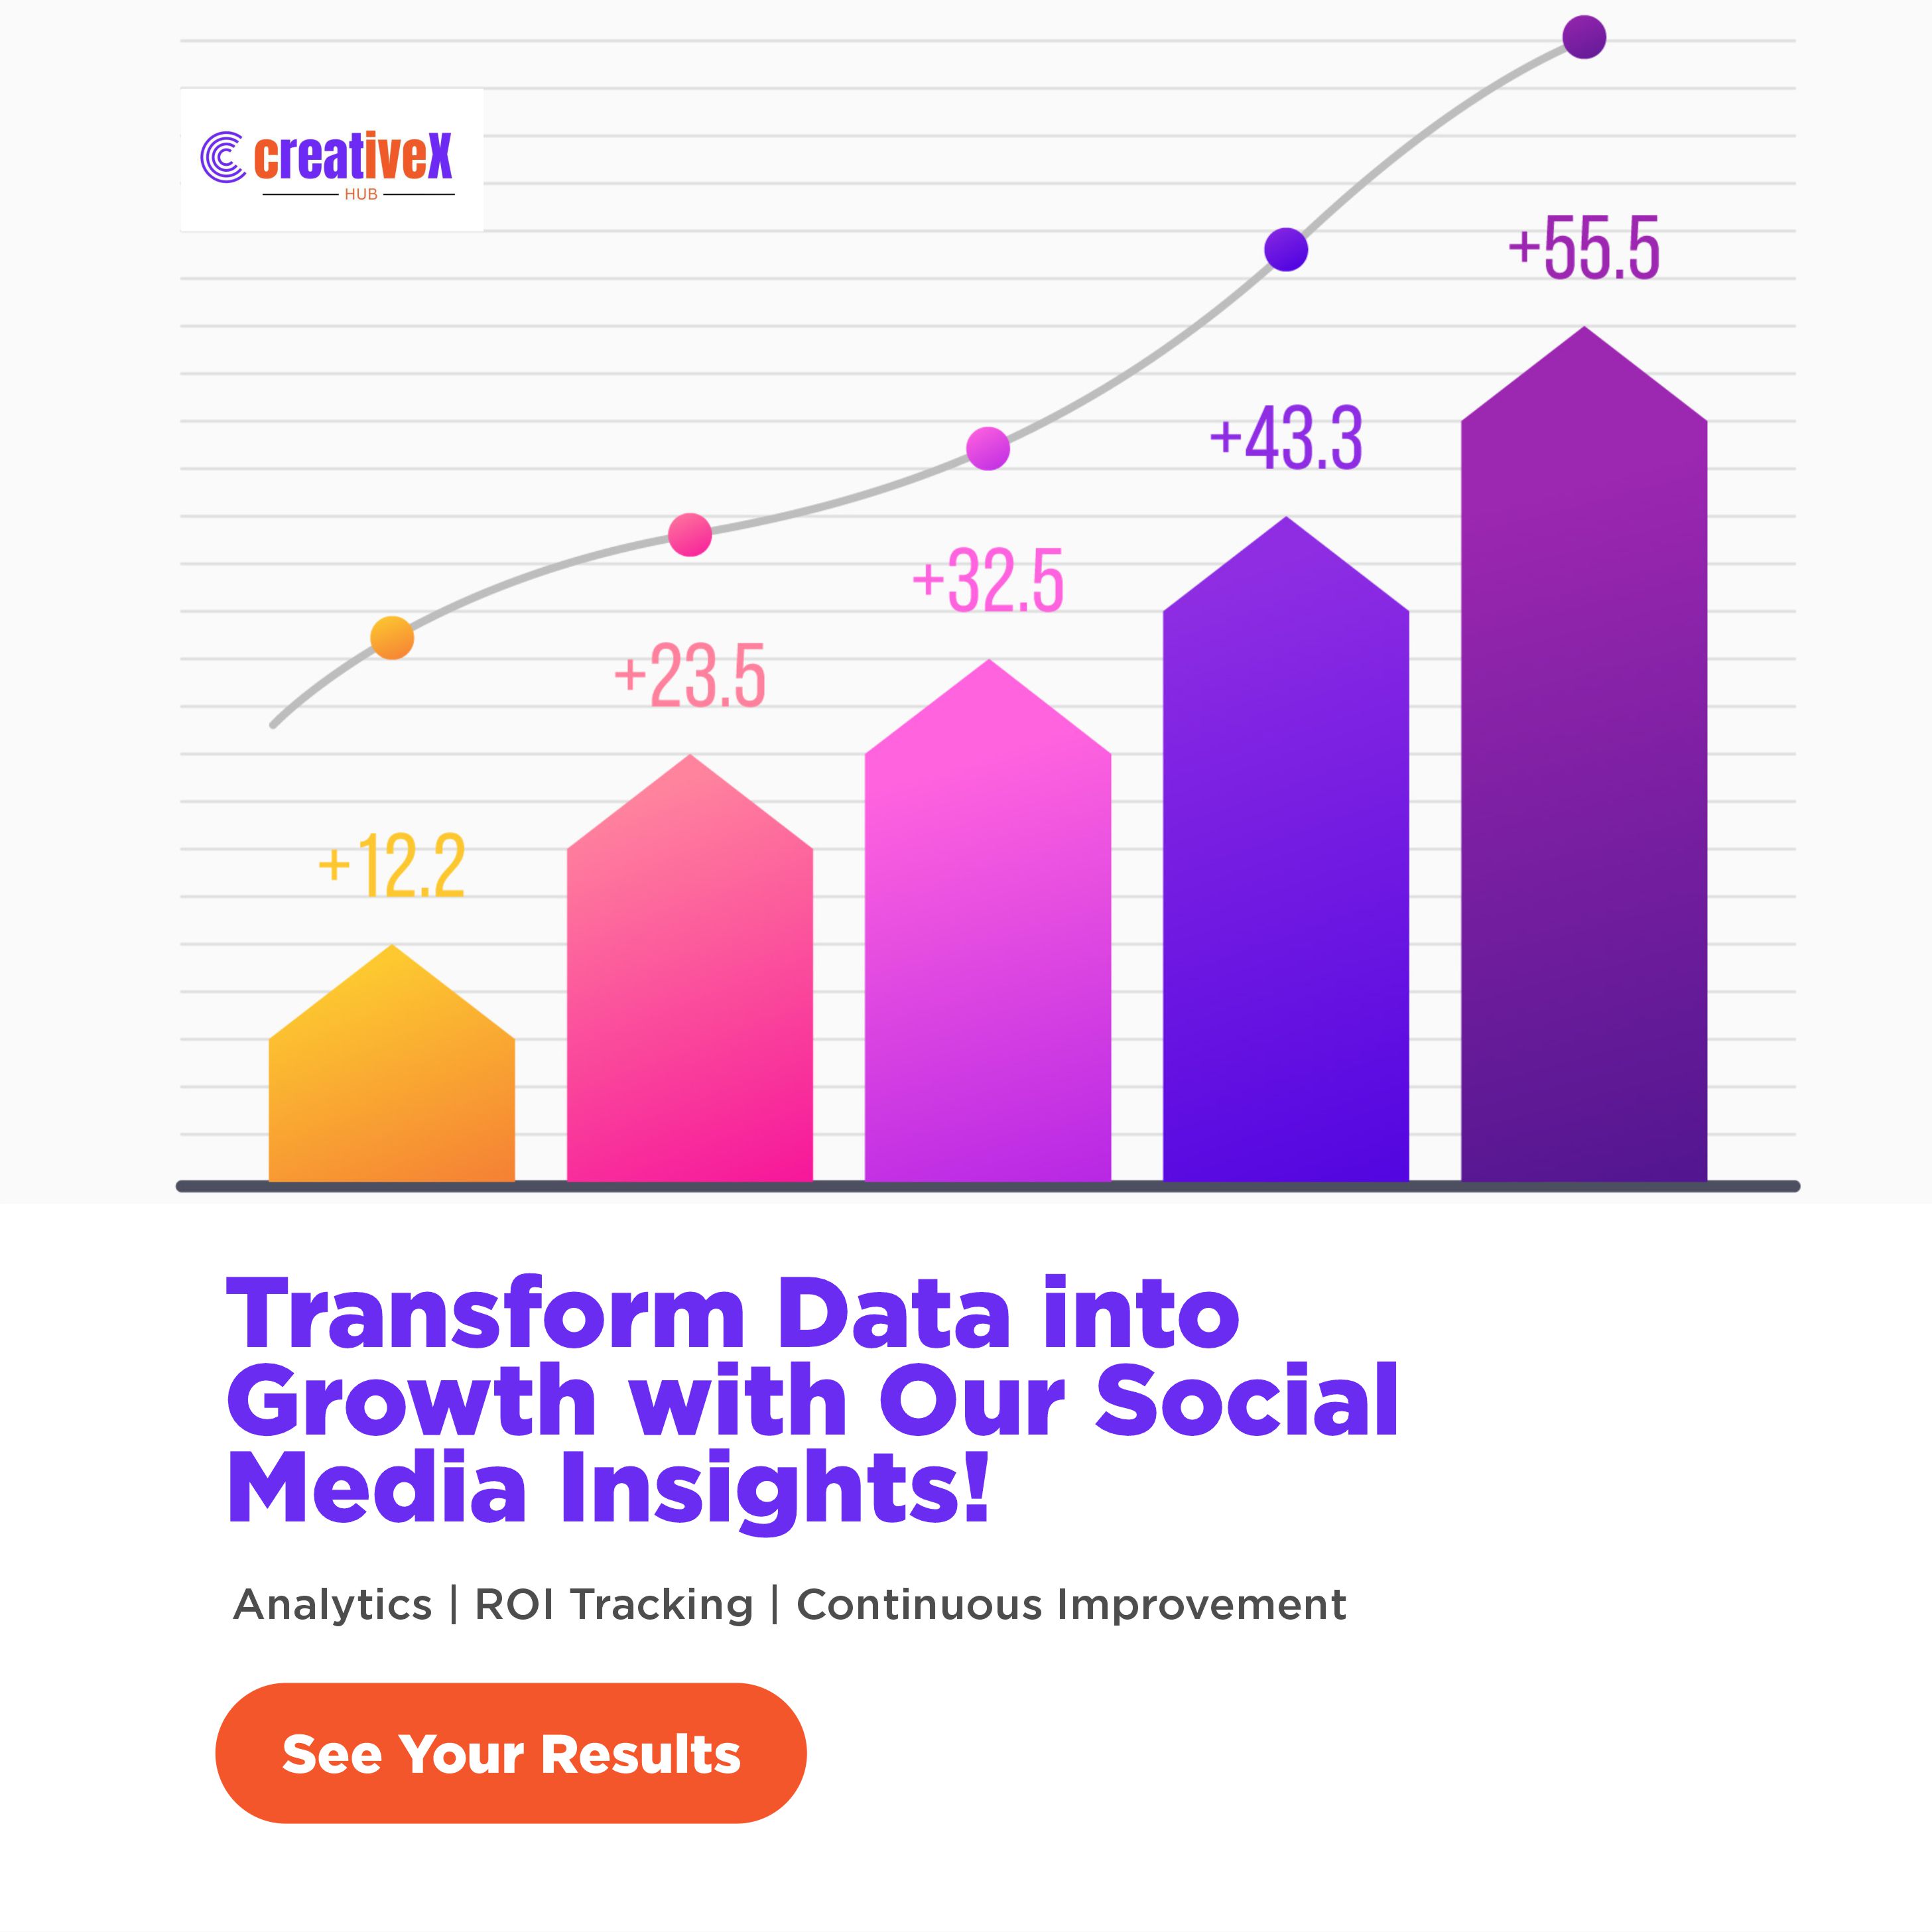 creativeX
HUB
+55.5
+43.3
+32.5
+23.5
+12.2
Transform Data into
Growth with Our Social
Media Insights!
Analytics | ROI Tracking | Continuous Improvement
See Your Results